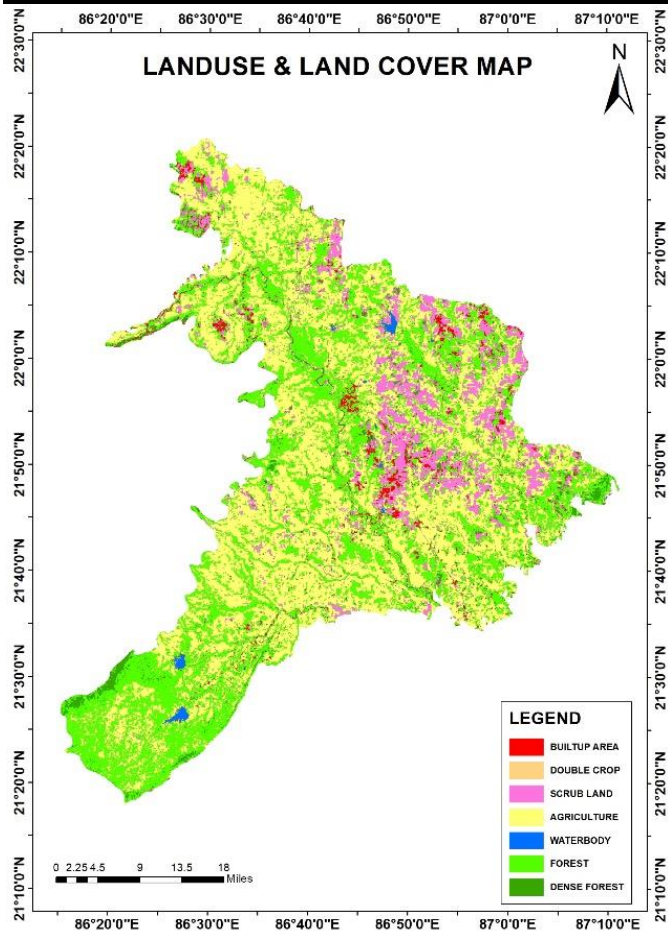 86°20'0"E 86°30'0"E 86°40'0"E 86°50'0"E 87°0'0"E 87°10'0"E
LANDUSE & LAND COVER MAP
N
22°30'0"N 22°30'0"N
22°20'0"N 22°20'0"N
22°10'0"N 22°10'0"N
22°0'0"N 22°0'0"N
21°50'0"N 21°50'0"N
21°40'0"N 21°40'0"N
21°30'0"N 21°30'0"N
21°20'0"N 21°20'0"N
21°10'0"N 21°10'0"N
LEGEND
BUILTUP AREA
DOUBLE CROP
SCRUB LAND
AGRICULTURE
WATERBODY
FOREST
DENSE FOREST
0 2.25 4.5 9 13.5 18
Miles
86°20'0"E 86°30'0"E 86°40'0"E 86°50'0"E 87°0'0"E 87°10'0"E